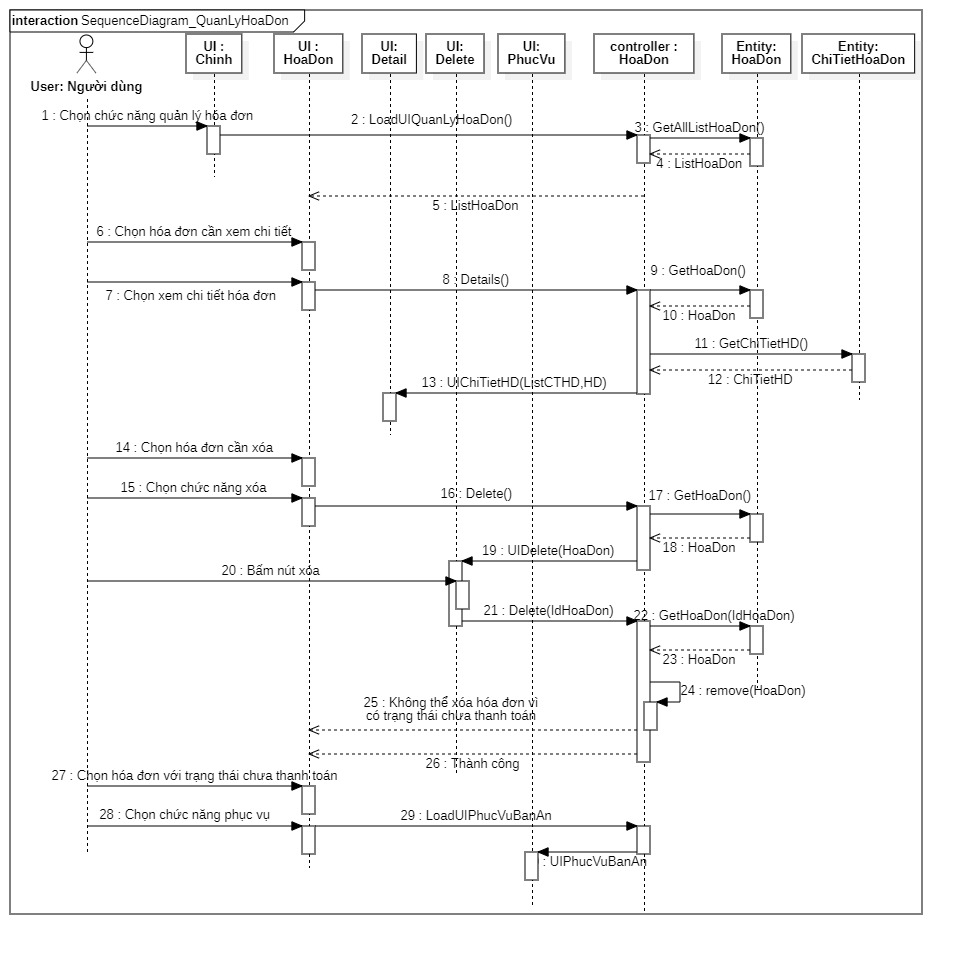 interaction SequenceDiagram_QuanLyHoaDon
UI :
Chinh
UI :
HoaDon
UI:
Detail
UI:
Delete
UI:
PhucVu
controller :
HoaDon
Entity:
HoaDon
Entity:
ChiTietHoaDon
User: Người dùng
1 : Chọn chức năng quản lý hóa đơn
2 : LoadUIQuanLyHoaDon()
3 : GetAllListHoaDon()
4 : ListHoaDon
5 : ListHoaDon
6 : Chọn hóa đơn cần xem chi tiết
7 : Chọn xem chi tiết hóa đơn
8 : Details()
9 : GetHoaDon()
10 : HoaDon
11 : GetChiTietHD()
12 : ChiTietHD
13 : UIChiTietHD(ListCTHD,HD)
14 : Chọn hóa đơn cần xóa
15 : Chọn chức năng xóa
16 : Delete()
17 : GetHoaDon()
18 : HoaDon
19 : UIDelete(HoaDon)
20 : Bấm nút xóa
21 : Delete(IdHoaDon)
22 : GetHoaDon(IdHoaDon)
23 : HoaDon
24 : remove(HoaDon)
25 : Không thể xóa hóa đơn vì
có trạng thái chưa thanh toán
26 : Thành công
27 : Chọn hóa đơn với trạng thái chưa thanh toán
28 : Chọn chức năng phục vụ
29 : LoadUIPhucVuBanAn
: UIPhucVuBanAn